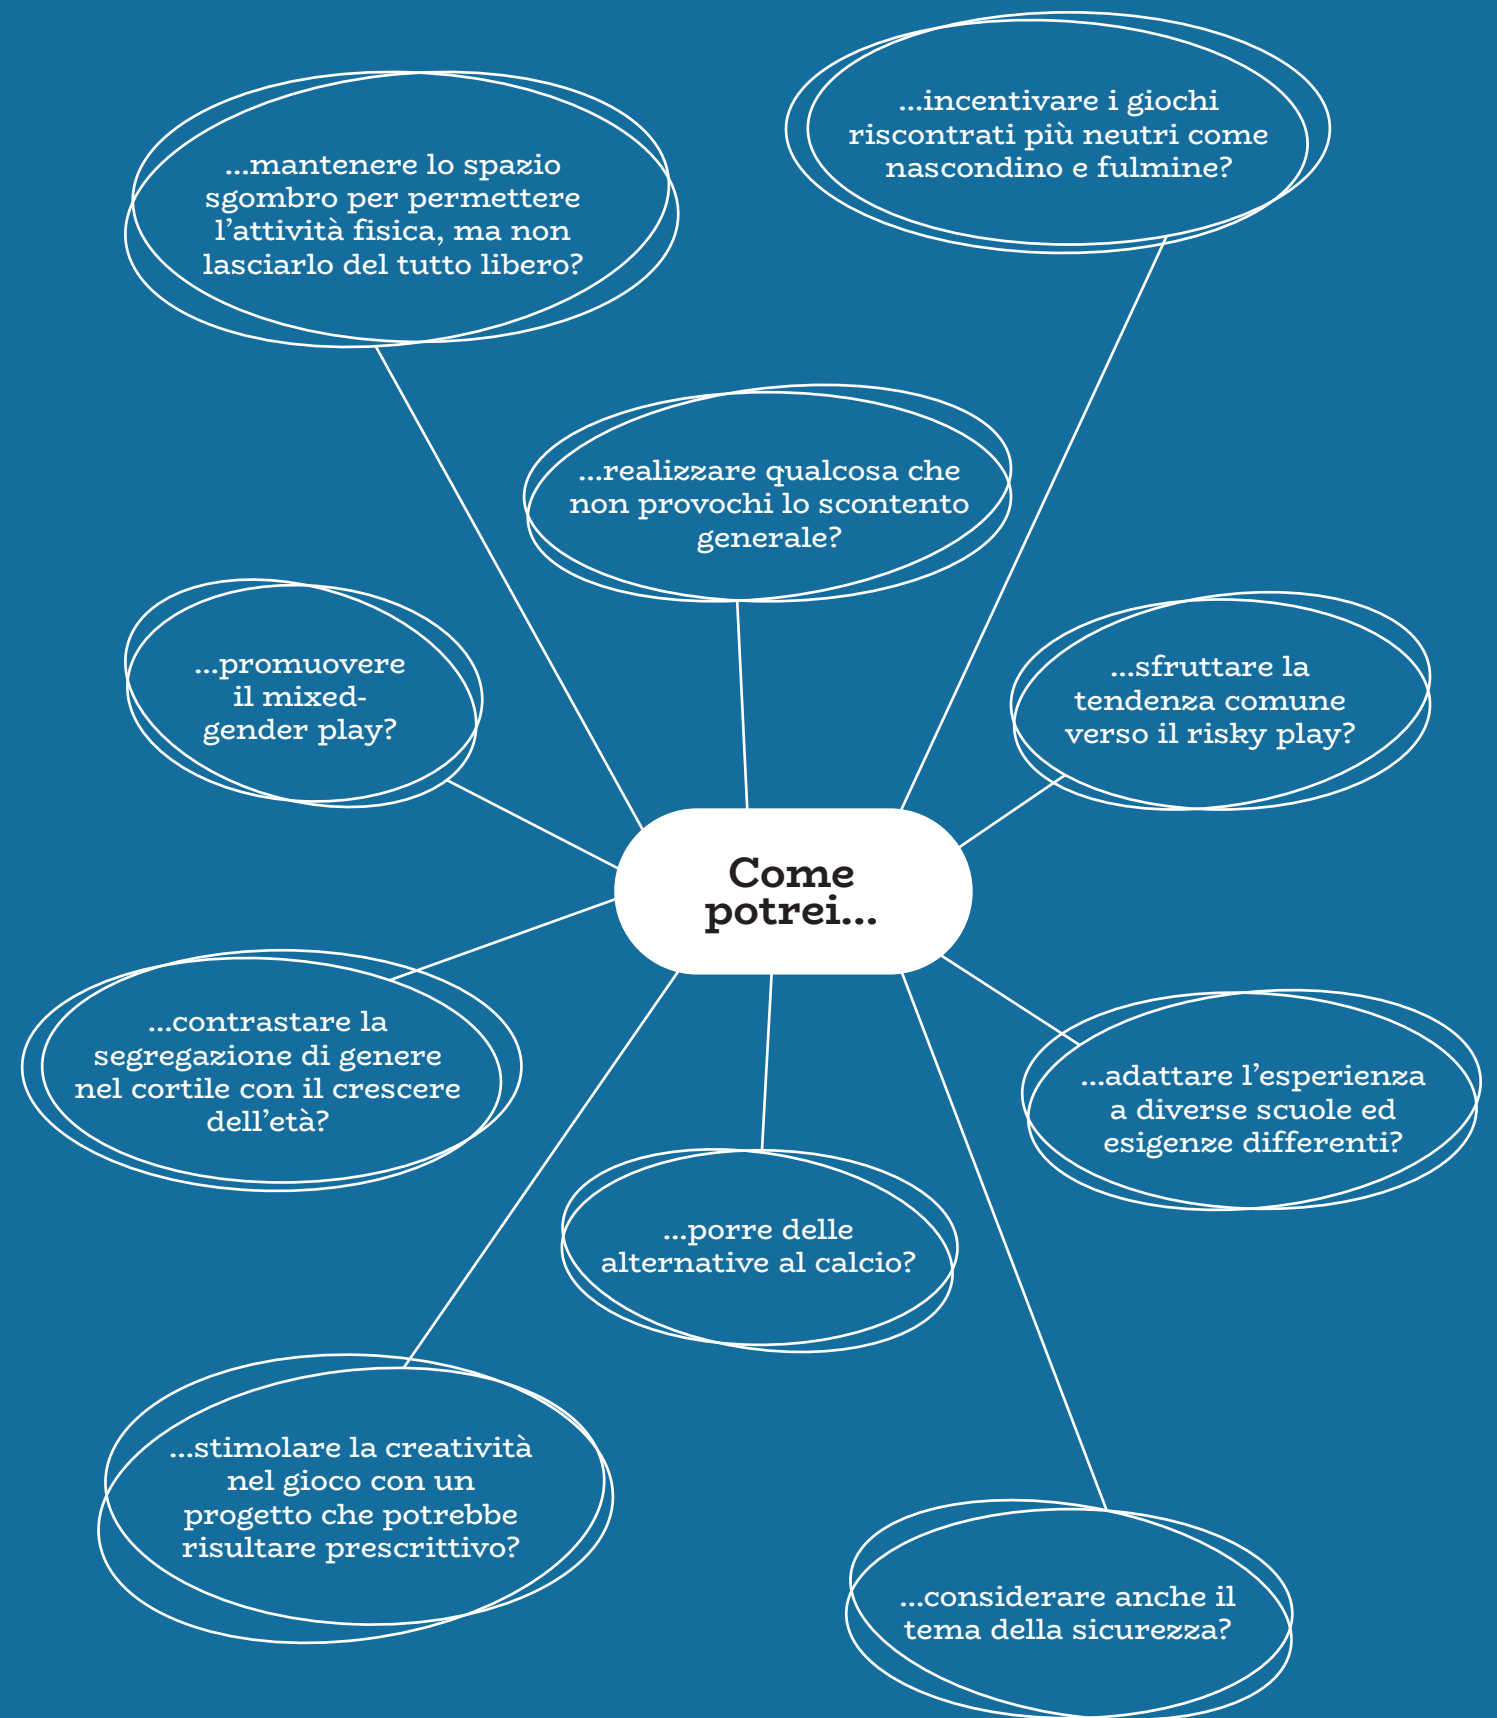 ...incentivare i giochi
riscontrati più neutri come
nascondino e fulmine?
...mantenere lo spazio
sgombro per permettere
l'attività fisica, ma non
lasciarlo del tutto libero?
...realizzare qualcosa che
non provochi lo scontento
generale?
...promuovere
il mixed-
gender play?
...sfruttare la
tendenza comune
verso il risky play?
Come
potrei...
...contrastare la
segregazione di genere
nel cortile con il crescere
dell'età?
...adattare l'esperienza
a diverse scuole ed
esigenze differenti?
...porre delle
alternative al calcio?
...stimolare la creatività
nel gioco con un
progetto che potrebbe
risultare prescrittivo?
...considerare anche il
tema della sicurezza?